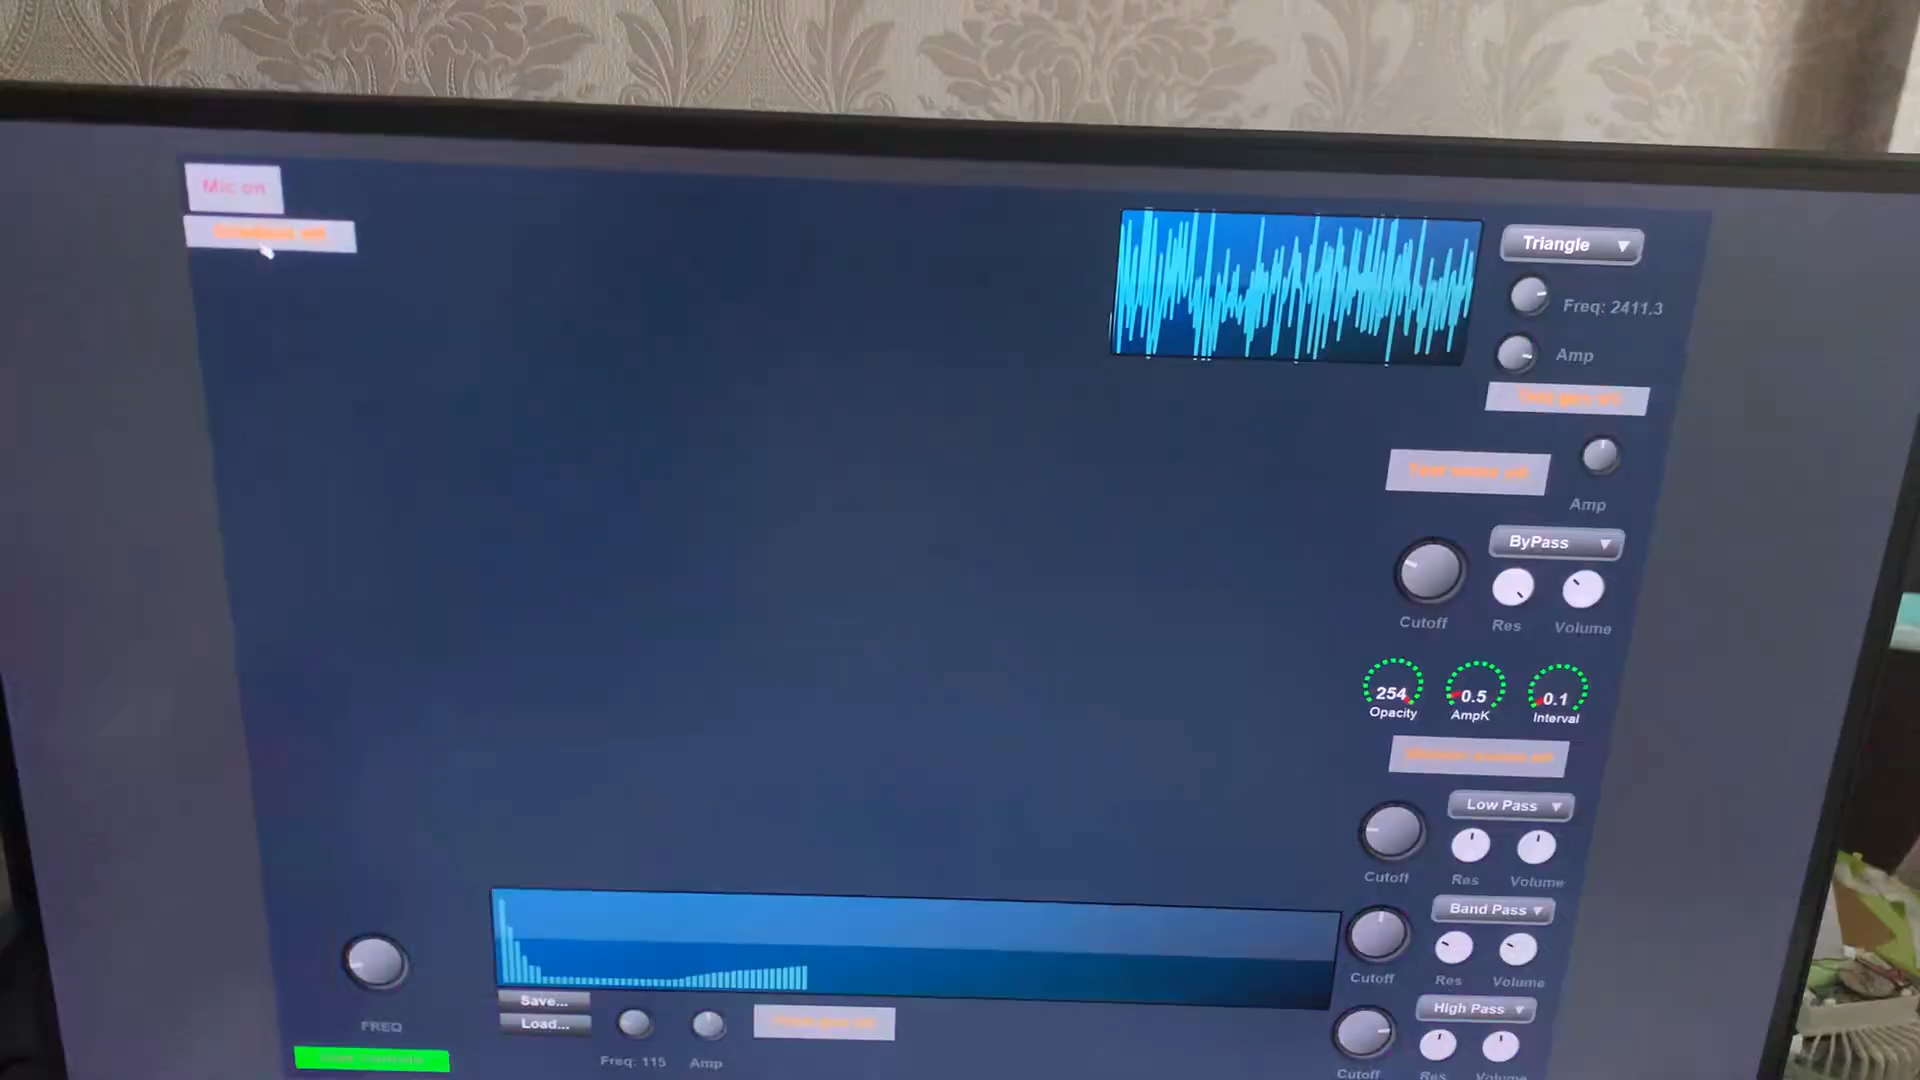 Mic on
Triangle
Freq: 2411.3
Amp
Amp
ByPass
Cutoff
Res
Volume
254
Opacity
0.5
AmpK
0.1
Interval
Low Pass
Cutoff
Res
Volume
Band Pass
Cutoff
Res
Volume
High Pass
Cutoff
Res
Volume
Save...
Load...
FREQ
Freq: 115
Amp